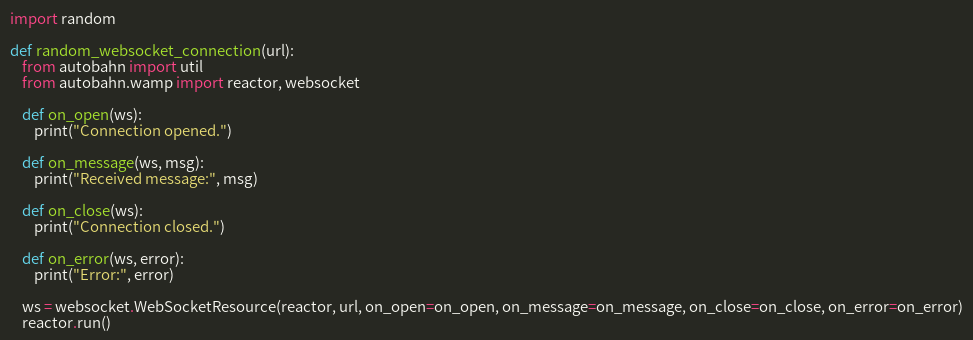 import random
def random_websocket_connection(url):
from autobahn import util
from autobahn.wamp import reactor, websocket
def on_open(ws):
print("Connection opened.")
def on_message(ws, msg):
print("Received message:", msg)
def on_close(ws):
print("Connection closed.")
def on_error(ws, error):
print("Error:", error)
ws = websocket.WebSocketResource(reactor, url, on_open=on_open, on_message=on_message, on_close=on_close, on_error=on_error)
reactor.run()